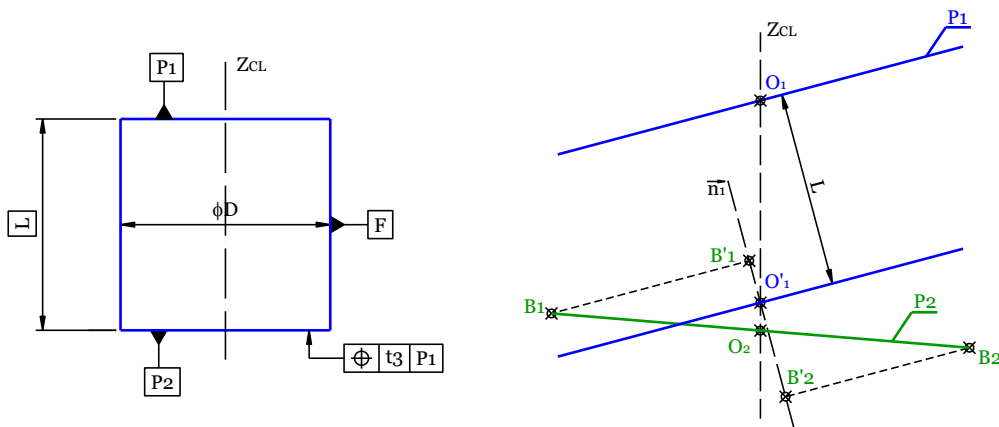 P1
ZCL
L
ϕD
F
P2
⌖ t3 P1
ZCL
P1
O1
L
n1
B'1
O'1
B1
P2
O2
B2
B'2